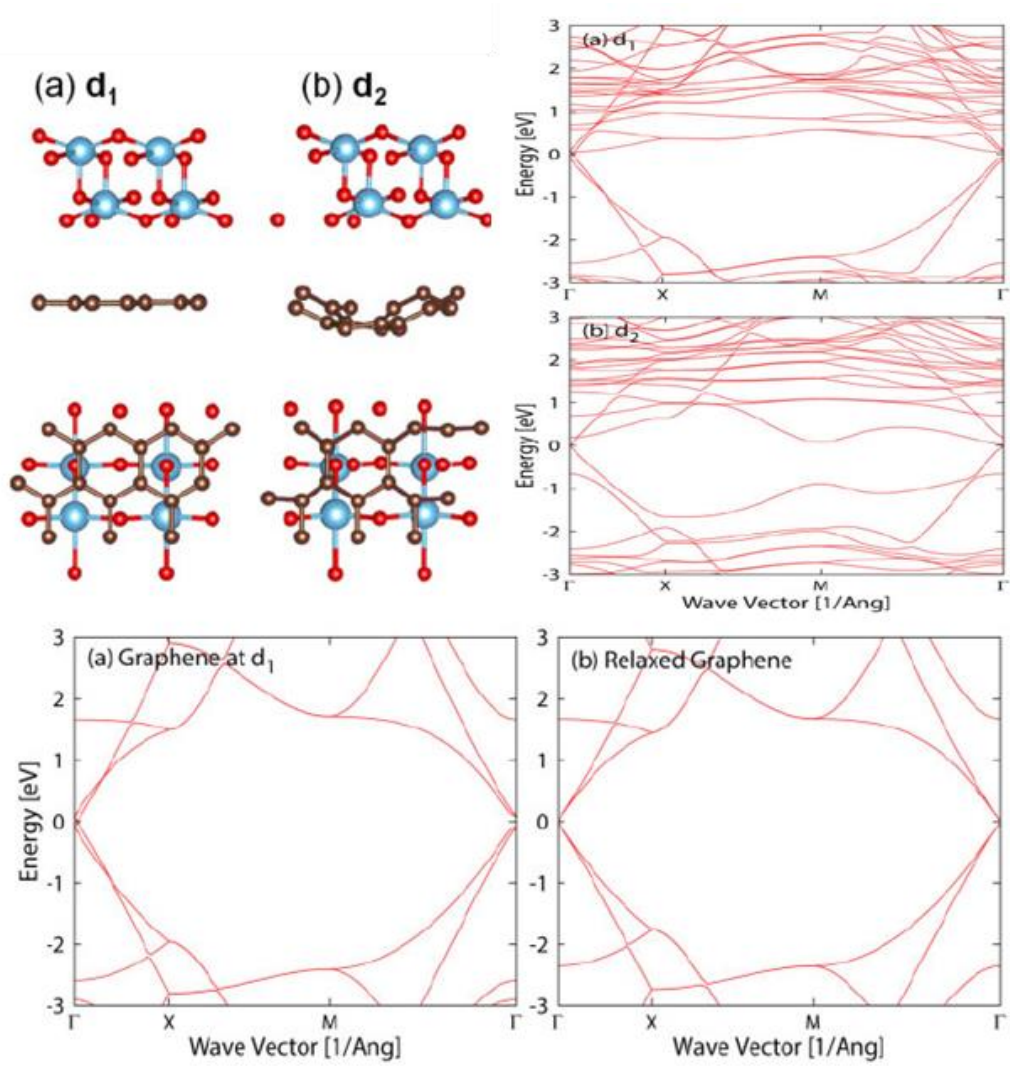 (a) d₁
(b) d₂
(a) d₁
3
2
1
0
-1
-2
-3
Energy [eV]
Γ
X
M
Γ
(b) d₂
3
2
1
0
-1
-2
-3
Energy [eV]
Γ
X
M
Γ
Wave Vector [1/Ang]
(a) Graphene at d₁
3
2
1
0
-1
-2
-3
Energy [eV]
Γ
X
M
Γ
Wave Vector [1/Ang]
(b) Relaxed Graphene
3
2
1
0
-1
-2
-3
Γ
X
M
Γ
Wave Vector [1/Ang]